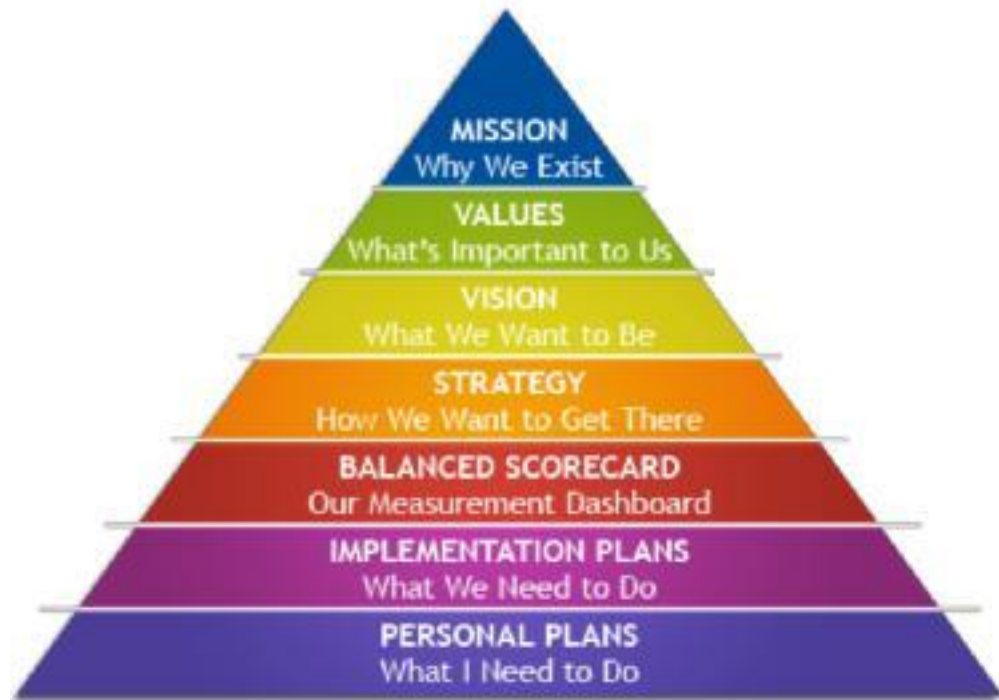 MISSION
Why We Exist
VALUES
What's Important to Us
VISION
What We Want to Be
STRATEGY
How We Want to Get There
BALANCED SCORECARD
Our Measurement Dashboard
IMPLEMENTATION PLANS
What We Need to Do
PERSONAL PLANS
What I Need to Do